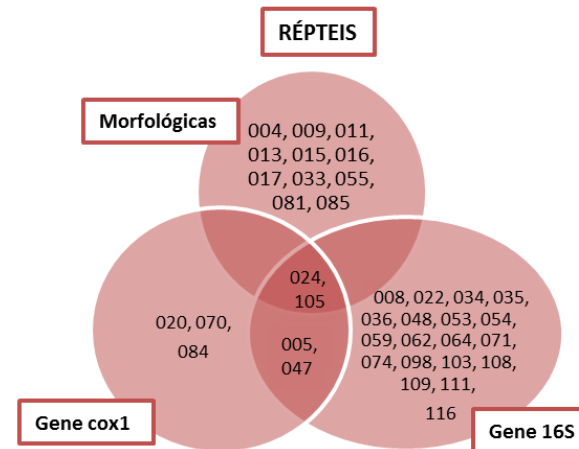 RÉPTEIS
Morfológicas
004, 009, 011,
013, 015, 016,
017, 033, 055,
081, 085
024,
105
020, 070,
084
005,
047
008, 022, 034, 035,
036, 048, 053, 054,
059, 062, 064, 071,
074, 098, 103, 108,
109, 111,
116
Gene cox1
Gene 16S